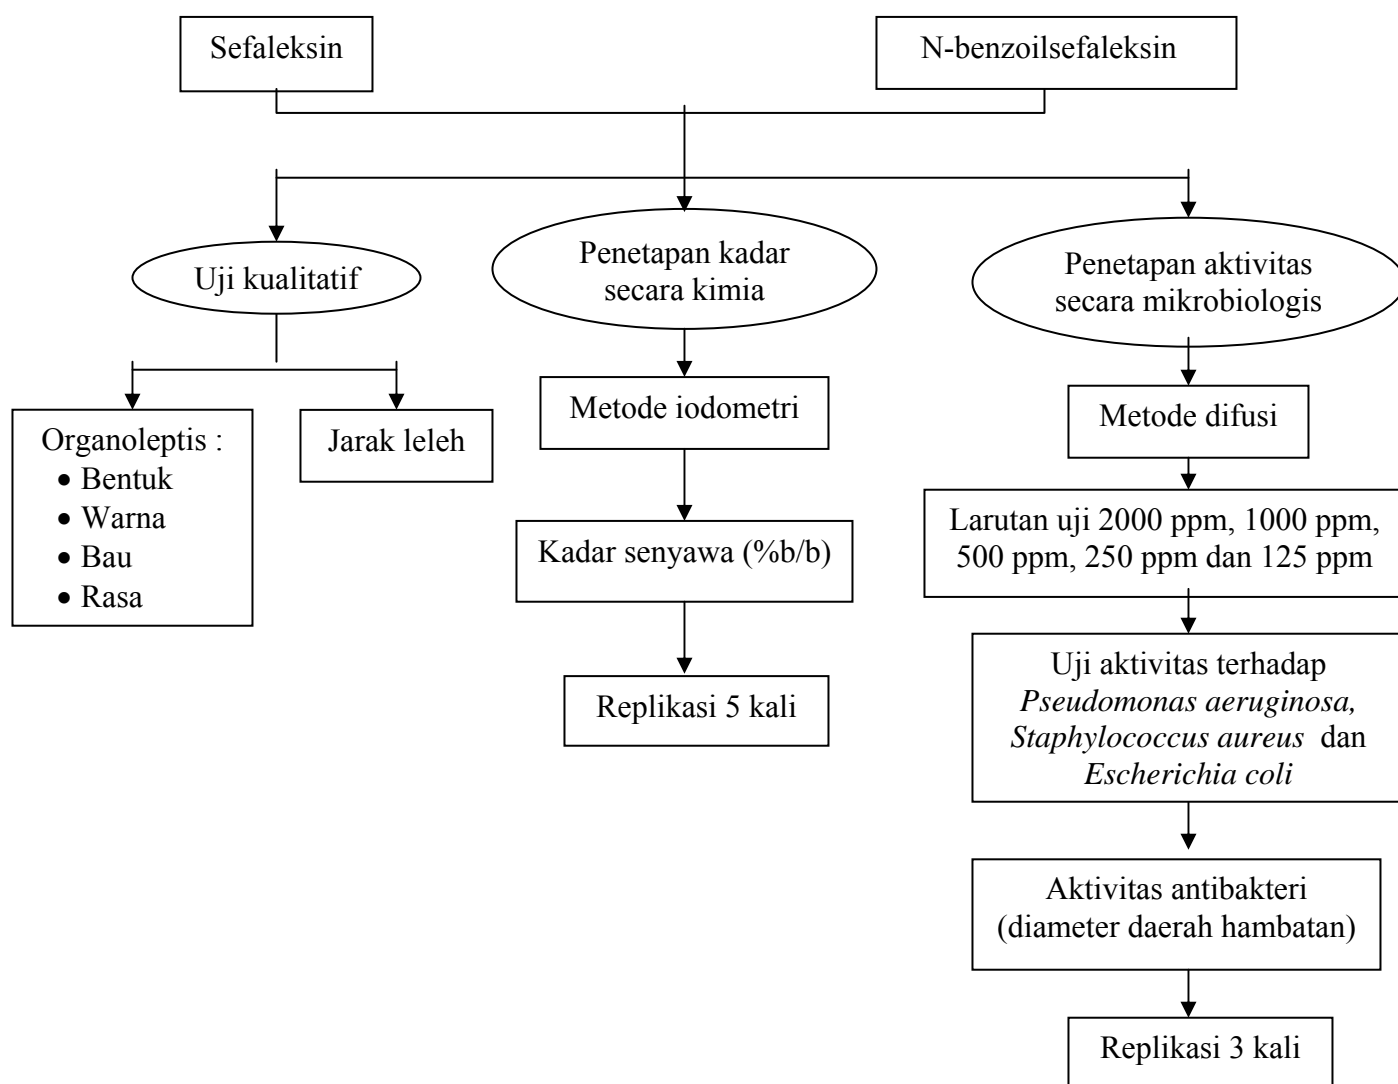 Sefaleksin
N-benzoilsefaleksin
Uji kualitatif
Penetapan kadar
secara kimia
Penetapan aktivitas
secara mikrobiologis
Organoleptis :
• Bentuk
• Warna
• Bau
• Rasa
Jarak leleh
Metode iodometri
Kadar senyawa (%b/b)
Replikasi 5 kali
Metode difusi
Larutan uji 2000 ppm, 1000 ppm,
500 ppm, 250 ppm dan 125 ppm
Uji aktivitas terhadap
Pseudomonas aeruginosa,
Staphylococcus aureus dan
Escherichia coli
Aktivitas antibakteri
(diameter daerah hambatan)
Replikasi 3 kali